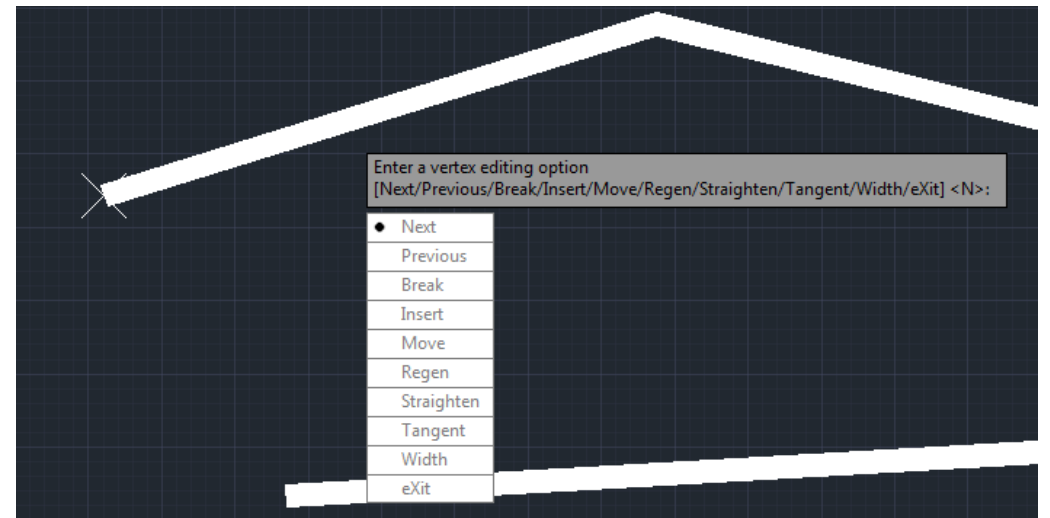 Enter a vertex editing option
[Next/Previous/Break/Insert/Move/Regen/Straighten/Tangent/Width/eXit] <N>:
Next
Previous
Break
Insert
Move
Regen
Straighten
Tangent
Width
eXit